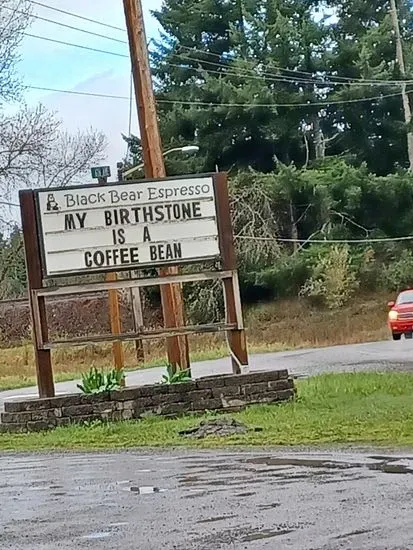 Black Bear Espresso
MY BIRTHSTONE
IS A
COFFEE BEAN